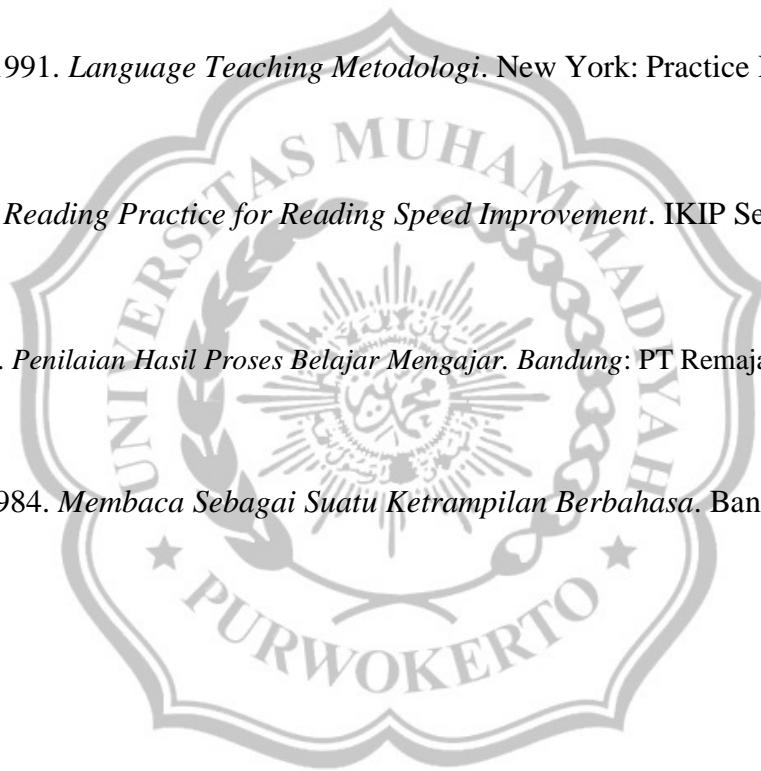 1991. Language Teaching Metodologi. New York: Practice
Reading Practice for Reading Speed Improvement. IKIP Se
. Penilaian Hasil Proses Belajar Mengajar. Bandung: PT Remaja
984. Membaca Sebagai Suatu Ketrampilan Berbahasa. Ban
UNIVERSITAS MUHAMMADIYAH
PURWOKERTO